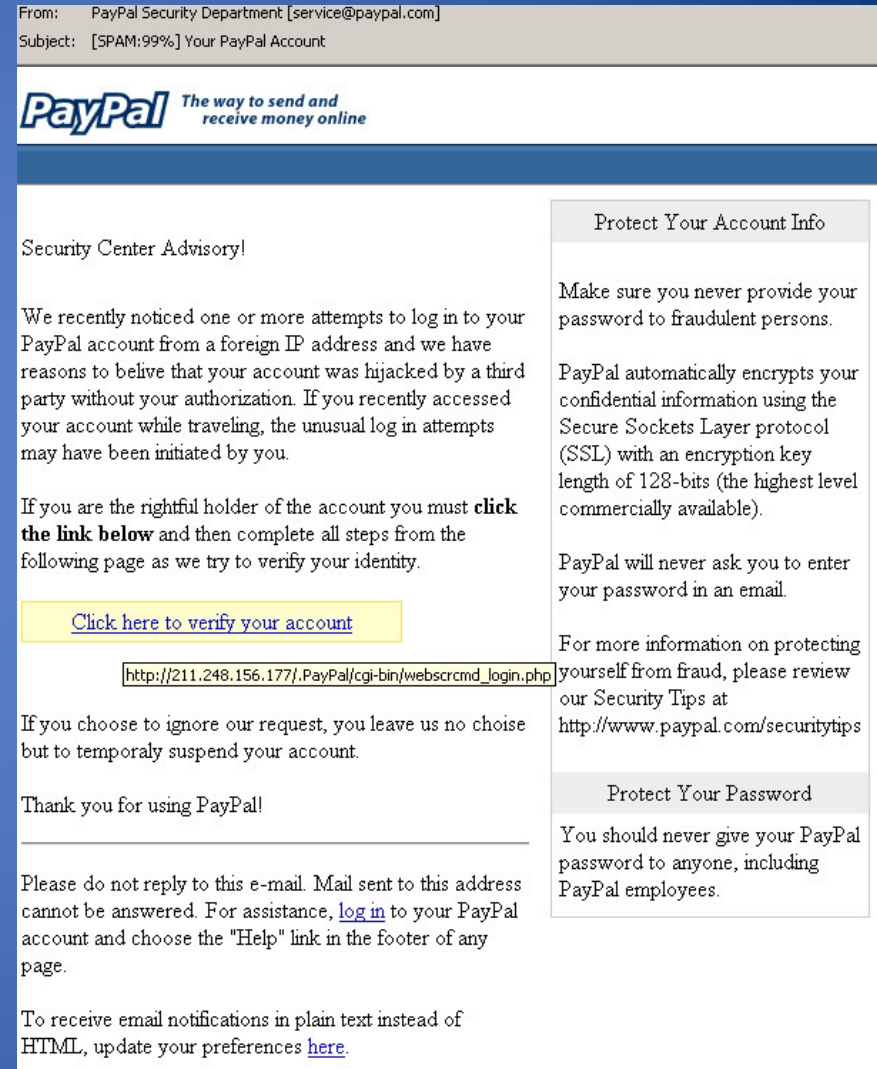 From: PayPal Security Department [service@paypal.com]
Subject: [SPAM:99%] Your PayPal Account
PayPal The way to send and
receive money online
Security Center Advisory!
We recently noticed one or more attempts to log in to your
PayPal account from a foreign IP address and we have
reasons to belive that your account was hijacked by a third
party without your authorization. If you recently accessed
your account while traveling, the unusual log in attempts
may have been initiated by you.
If you are the rightful holder of the account you must click
the link below and then complete all steps from the
following page as we try to verify your identity.
Click here to verify your account
http://211.248.156.177/.PayPal/cgi-bin/webscrcmd_login.php
If you choose to ignore our request, you leave us no choise
but to temporaly suspend your account.
Thank you for using PayPal!
Please do not reply to this e-mail. Mail sent to this address
cannot be answered. For assistance, log in to your PayPal
account and choose the "Help" link in the footer of any
page.
To receive email notifications in plain text instead of
HTML, update your preferences here.
Protect Your Account Info
Make sure you never provide your
password to fraudulent persons.
PayPal automatically encrypts your
confidential information using the
Secure Sockets Layer protocol
(SSL) with an encryption key
length of 128-bits (the highest level
commercially available).
PayPal will never ask you to enter
your password in an email.
For more information on protecting
yourself from fraud, please review
our Security Tips at
http://www.paypal.com/securitytips
Protect Your Password
You should never give your PayPal
password to anyone, including
PayPal employees.